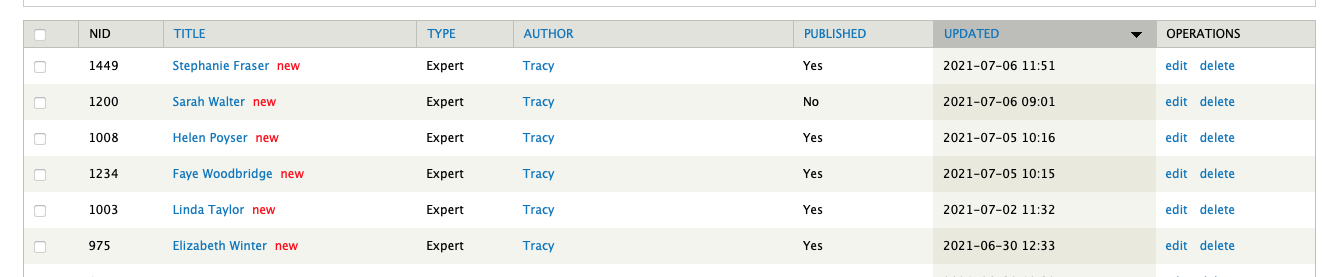 NID TITLE TYPE AUTHOR PUBLISHED UPDATED OPERATIONS
1449 Stephanie Fraser new Expert Tracy Yes 2021-07-06 11:51 edit delete
1200 Sarah Walter new Expert Tracy No 2021-07-06 09:01 edit delete
1008 Helen Poyser new Expert Tracy Yes 2021-07-05 10:16 edit delete
1234 Faye Woodbridge new Expert Tracy Yes 2021-07-05 10:15 edit delete
1003 Linda Taylor new Expert Tracy Yes 2021-07-02 11:32 edit delete
975 Elizabeth Winter new Expert Tracy Yes 2021-06-30 12:33 edit delete